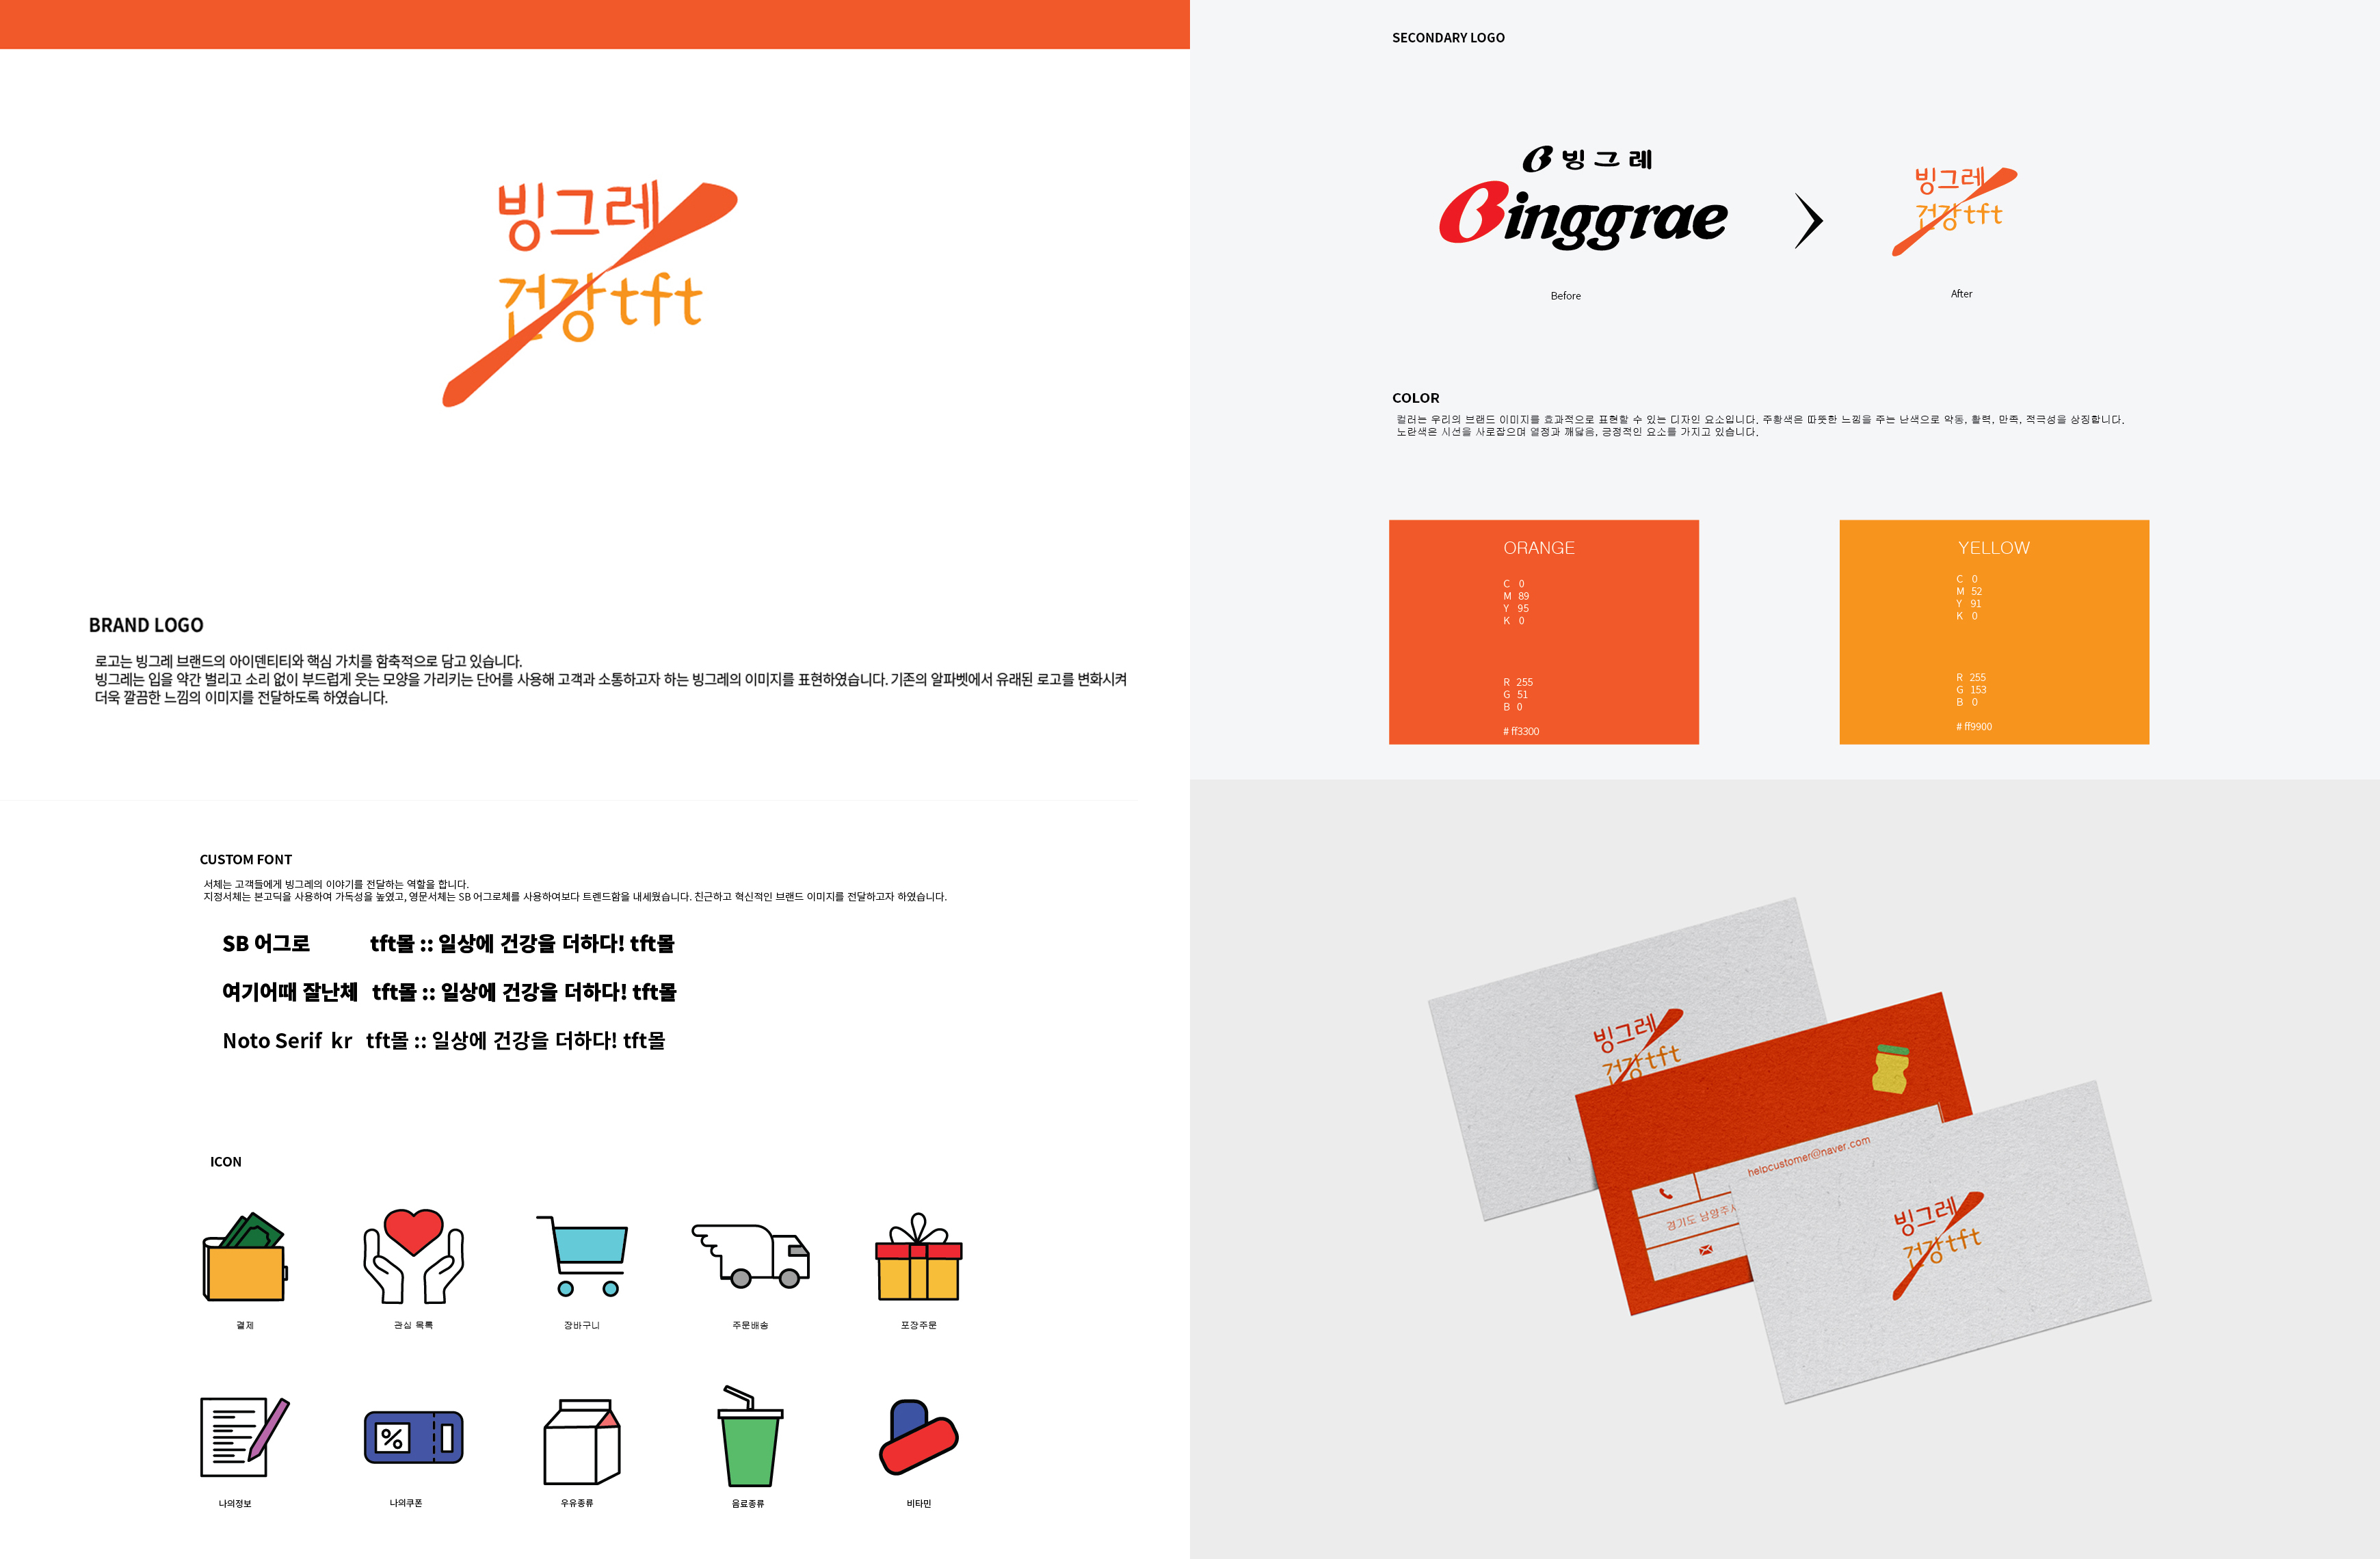 빙그레
건강tft
BRAND LOGO
로고는 빙그레 브랜드의 아이덴티티와 핵심 가치를 함축적으로 담고 있습니다.
빙그레는 입을 약간 벌리고 소리 없이 부드럽게 웃는 모양을 가리키는 단어를 사용해 고객과 소통하고자 하는 빙그레의 이미지를 표현하였습니다. 기존의 알파벳에서 유래된 로고를 변화시켜
더욱 깔끔한 느낌의 이미지를 전달하도록 하였습니다.
SECONDARY LOGO
B 빙그레
Binggrae
Before
빙그레
건강tft
After
COLOR
컬러는 우리의 브랜드 이미지를 효과적으로 표현할 수 있는 디자인 요소입니다. 주황색은 따뜻한 느낌을 주는 난색으로 약동, 활력, 만족, 적극성을 상징합니다.
노란색은 시선을 사로잡으며 열정과 깨달음, 긍정적인 요소를 가지고 있습니다.
ORANGE
C 0
M 89
Y 95
K 0
R 255
G 51
B 0
# ff3300
YELLOW
C 0
M 52
Y 91
K 0
R 255
G 153
B 0
# ff9900
CUSTOM FONT
서체는 고객들에게 빙그레의 이야기를 전달하는 역할을 합니다.
지정서체는 본고딕을 사용하여 가독성을 높였고, 영문서체는 SB 어그로체를 사용하여보다 트렌드함을 내세웠습니다. 친근하고 혁신적인 브랜드 이미지를 전달하고자 하였습니다.
SB 어그로 tft몰 :: 일상에 건강을 더하다! tft몰
여기어때 잘난체 tft몰 :: 일상에 건강을 더하다! tft몰
Noto Serif kr tft몰 :: 일상에 건강을 더하다! tft몰
ICON
결제
관심 목록
장바구니
주문배송
포장주문
%
나의정보
나의쿠폰
우유종류
음료종류
비타민
빙그레
건강tft
helpcustomer@naver.com
경기도 남양주시
빙그레
건강tft